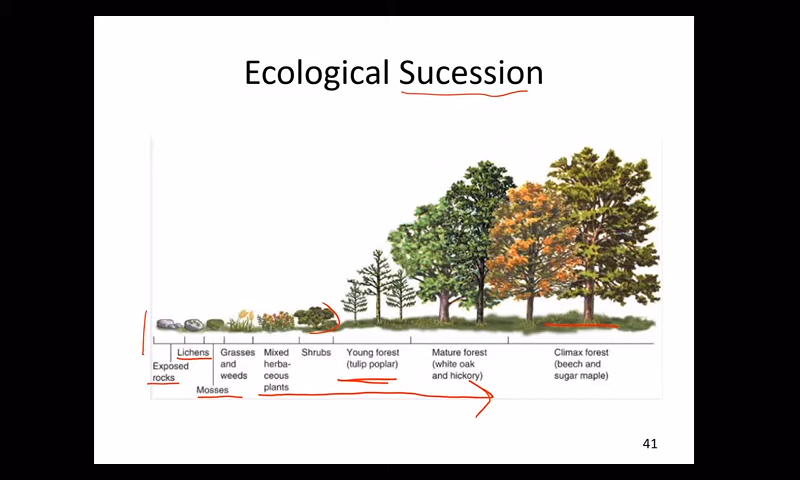 Ecological Sucession
Exposed
rocks
Lichens
Mosses
Grasses
and
weeds
Mixed
herba-
ceous
plants
Shrubs
Young forest
(tulip poplar)
Mature forest
(white oak
and hickory)
Climax forest
(beech and
sugar maple)
41